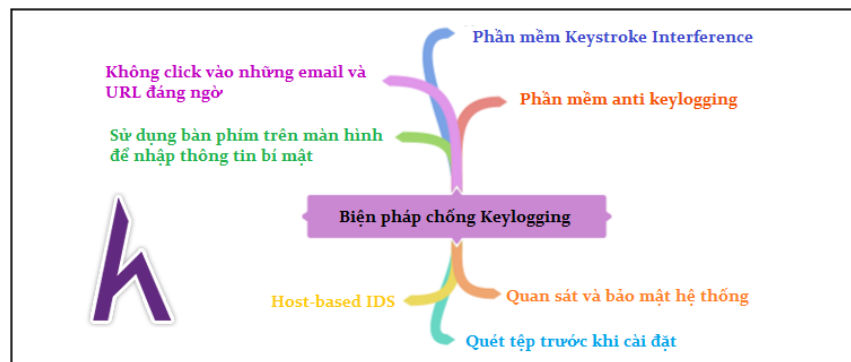 Phần mềm Keystroke Interference
Không click vào những email và
URL đáng ngờ
Phần mềm anti keylogging
Sử dụng bàn phím trên màn hình
để nhập thông tin bí mật
Biện pháp chống Keylogging
Host-based IDS
Quan sát và bảo mật hệ thống
Quét tệp trước khi cài đặt